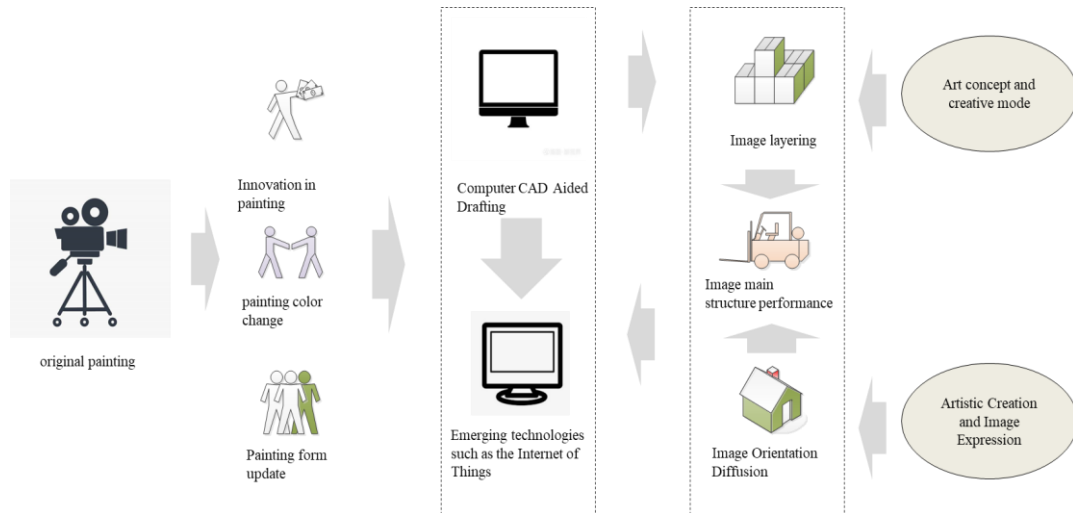 original painting
Innovation in
painting
painting color
change
Painting form
update
Computer CAD Aided
Drafting
Emerging technologies
such as the Internet of
Things
Image layering
Image main
structure performance
Image Orientation
Diffusion
Art concept and
creative mode
Artistic Creation
and Image
Expression